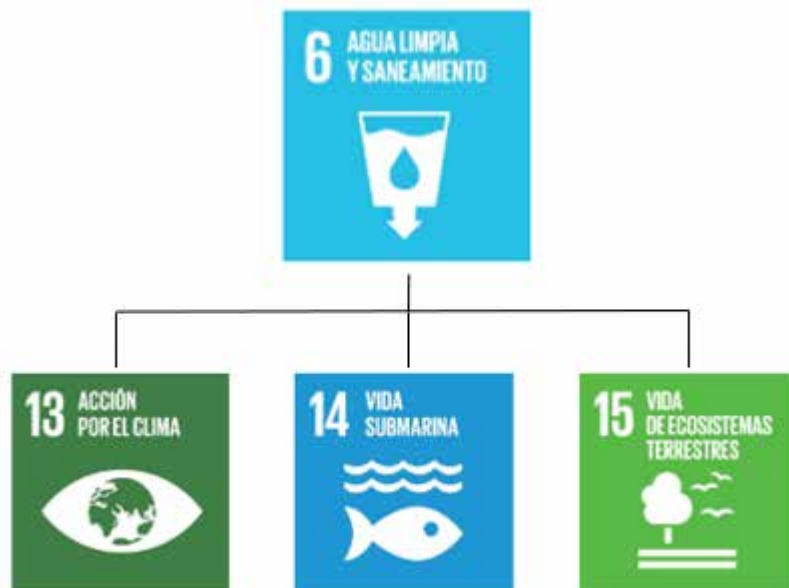 6 AGUA LIMPIA
Y SANEAMIENTO
13 ACCIÓN
POR EL CLIMA
14 VIDA
SUBMARINA
15 VIDA
DE ECOSISTEMAS
TERRESTRES